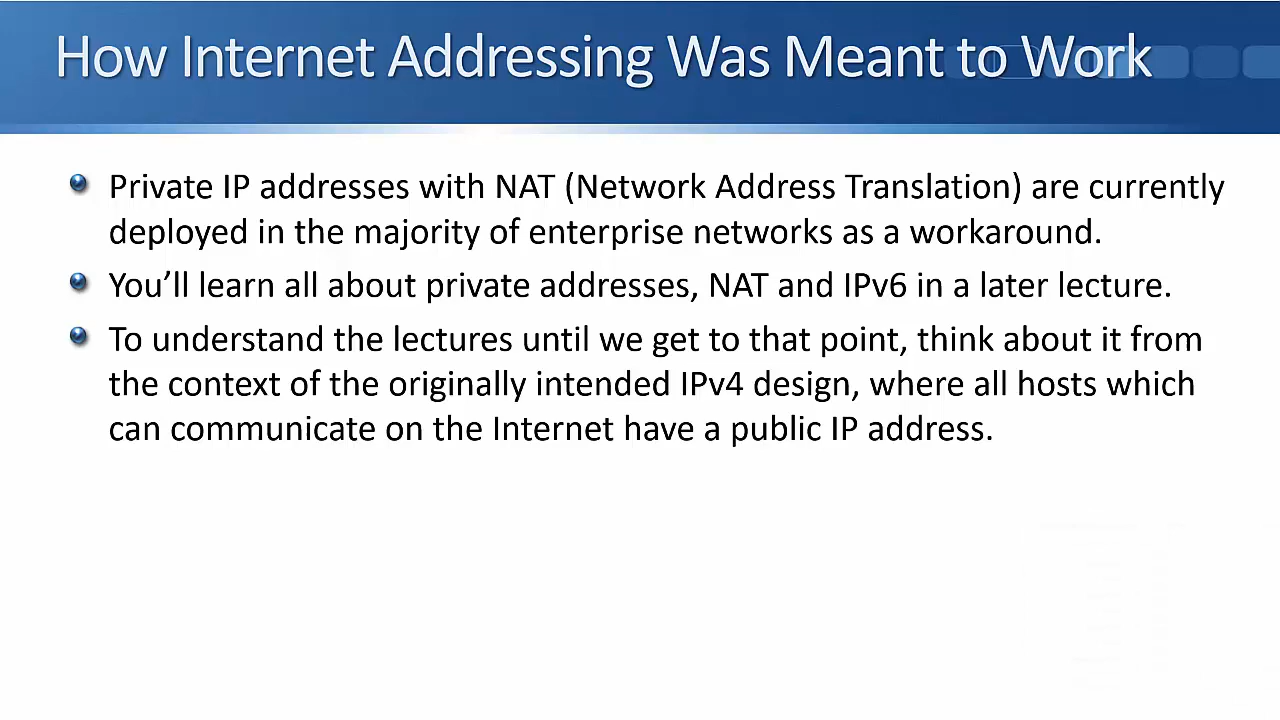 How Internet Addressing Was Meant to Work
Private IP addresses with NAT (Network Address Translation) are currently
deployed in the majority of enterprise networks as a workaround.
You’ll learn all about private addresses, NAT and IPv6 in a later lecture.
To understand the lectures until we get to that point, think about it from
the context of the originally intended IPv4 design, where all hosts which
can communicate on the Internet have a public IP address.